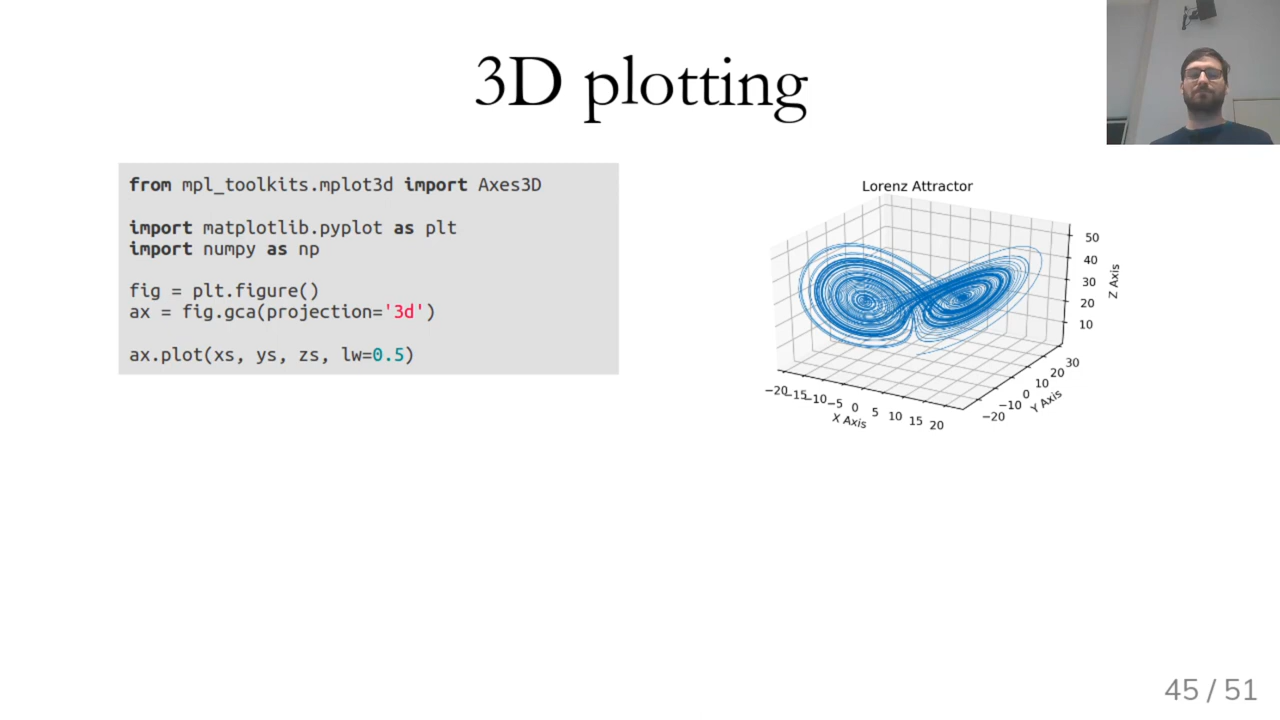 3D plotting
from mpl_toolkits.mplot3d import Axes3D
import matplotlib.pyplot as plt
import numpy as np
fig = plt.figure()
ax = fig.gca(projection='3d')
ax.plot(xs, ys, zs, lw=0.5)
Lorenz Attractor
50
40
30
20
10
Z Axis
30
20
10
0
−10
−20
Y Axis
−20
−15
−10
−5
0
5
10
15
20
X Axis
45 / 51